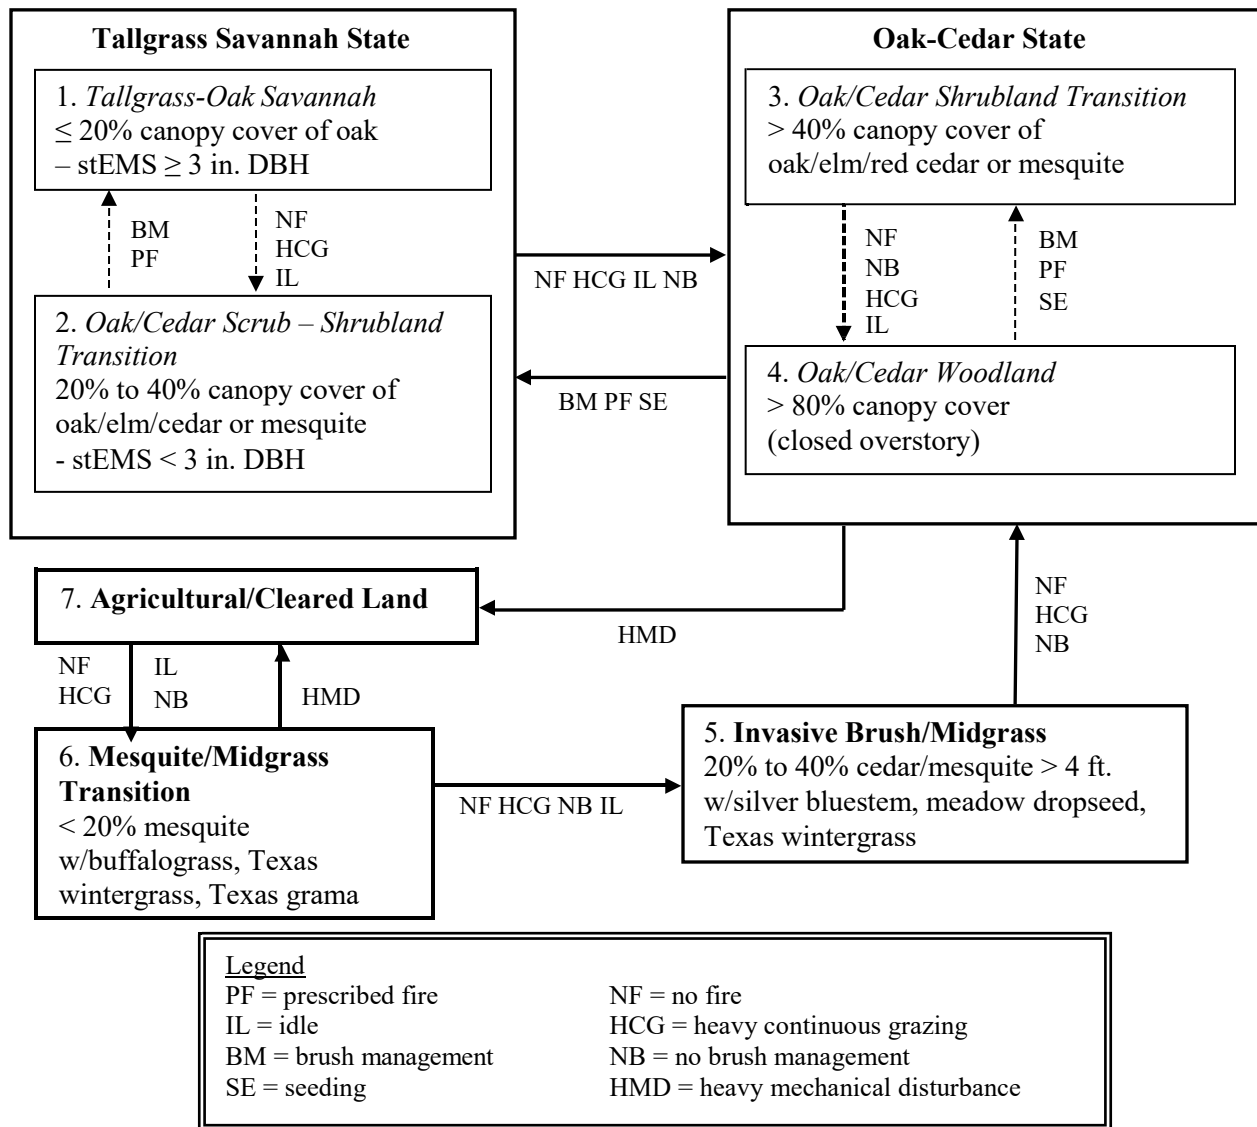 Tallgrass Savannah State
1. Tallgrass-Oak Savannah
≤ 20% canopy cover of oak
– stEMS ≥ 3 in. DBH
BM
PF
NF
HCG
IL
2. Oak/Cedar Scrub – Shrubland
Transition
20% to 40% canopy cover of
oak/elm/cedar or mesquite
- stEMS < 3 in. DBH
NF HCG IL NB
BM PF SE
Oak-Cedar State
3. Oak/Cedar Shrubland Transition
> 40% canopy cover of
oak/elm/red cedar or mesquite
NF
NB
HCG
IL
BM
PF
SE
4. Oak/Cedar Woodland
> 80% canopy cover
(closed overstory)
7. Agricultural/Cleared Land
HMD
NF
HCG
NB
NF
HCG
IL
NB
HMD
6. Mesquite/Midgrass
Transition
< 20% mesquite
w/buffalograss, Texas
wintergrass, Texas grama
NF HCG NB IL
5. Invasive Brush/Midgrass
20% to 40% cedar/mesquite > 4 ft.
w/silver bluestem, meadow dropseed,
Texas wintergrass
Legend
PF = prescribed fire
IL = idle
BM = brush management
SE = seeding
NF = no fire
HCG = heavy continuous grazing
NB = no brush management
HMD = heavy mechanical disturbance